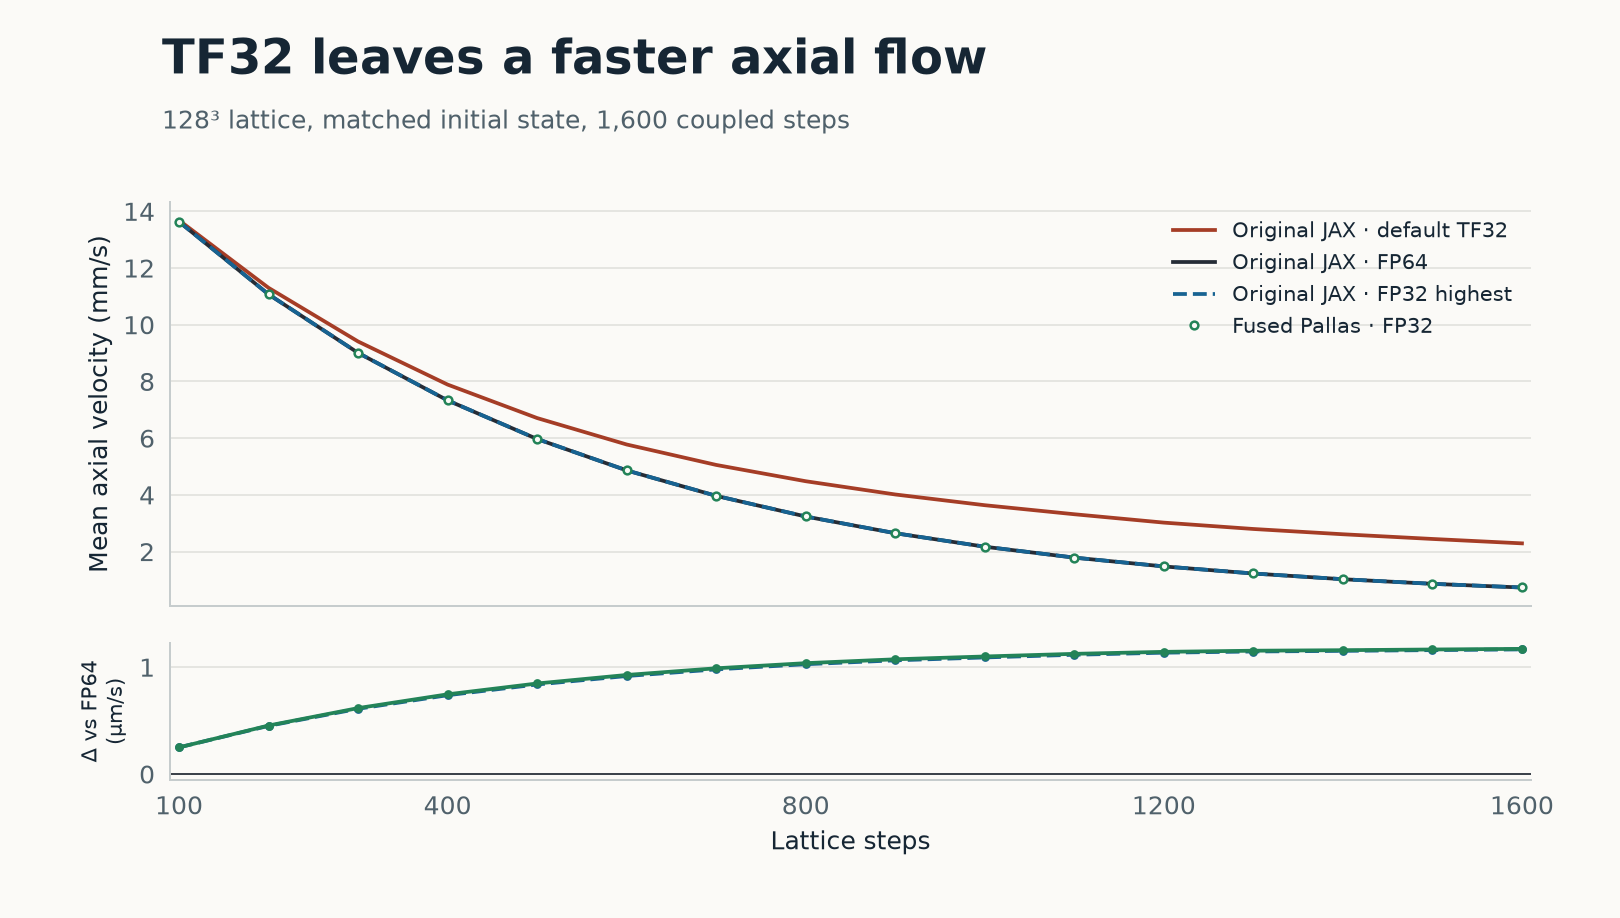 TF32 leaves a faster axial flow
128³ lattice, matched initial state, 1,600 coupled steps
Mean axial velocity (mm/s)
14
12
10
8
6
4
2
Original JAX · default TF32
Original JAX · FP64
Original JAX · FP32 highest
Fused Pallas · FP32
Δ vs FP64
(µm/s)
1
0
100 400 800 1200 1600
Lattice steps